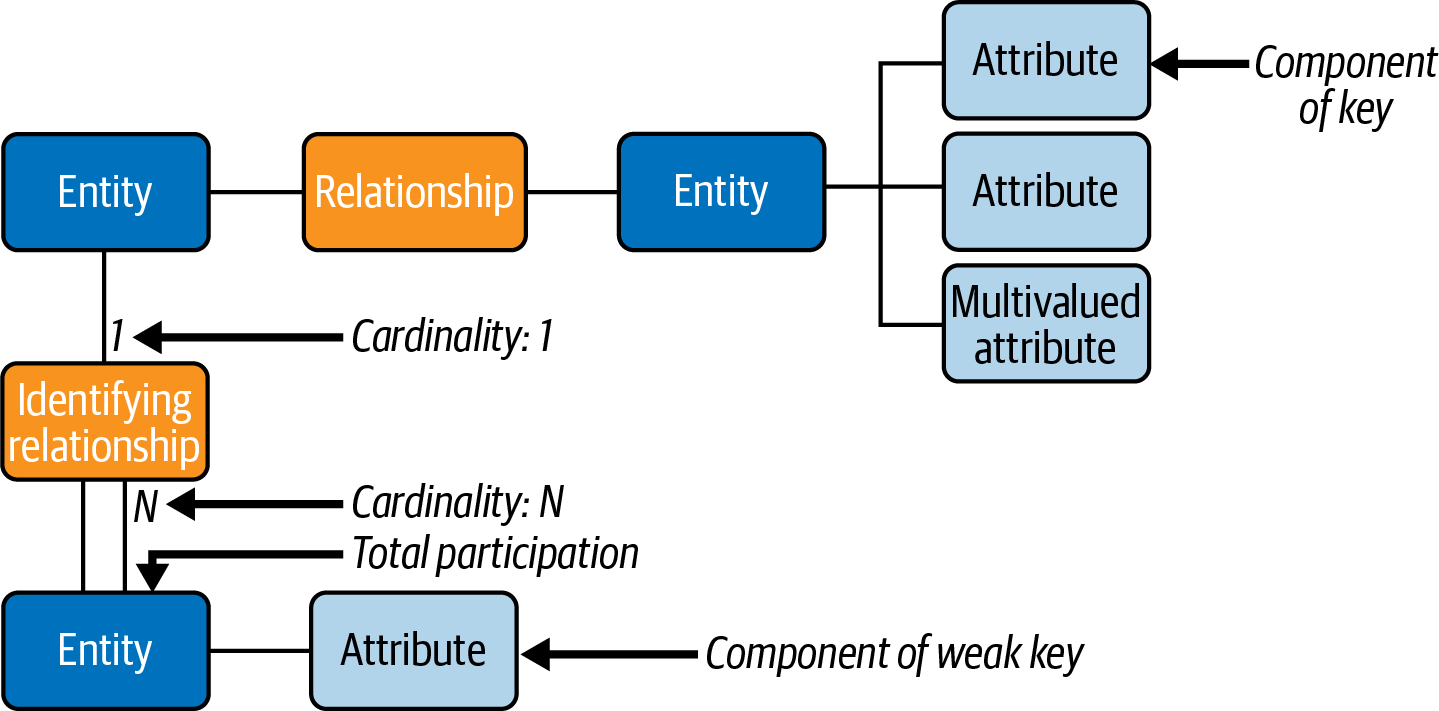 Attribute
Component
of key
Entity
Relationship
Entity
Attribute
Multivalued
attribute
1
Cardinality: 1
Identifying
relationship
N
Cardinality: N
Total participation
Entity
Attribute
Component of weak key